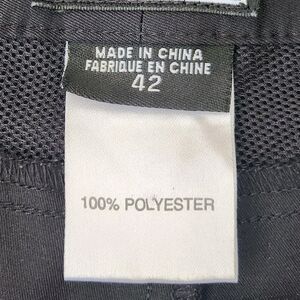 MADE IN CHINA
FABRIQUE EN CHINE
42
100% POLYESTER